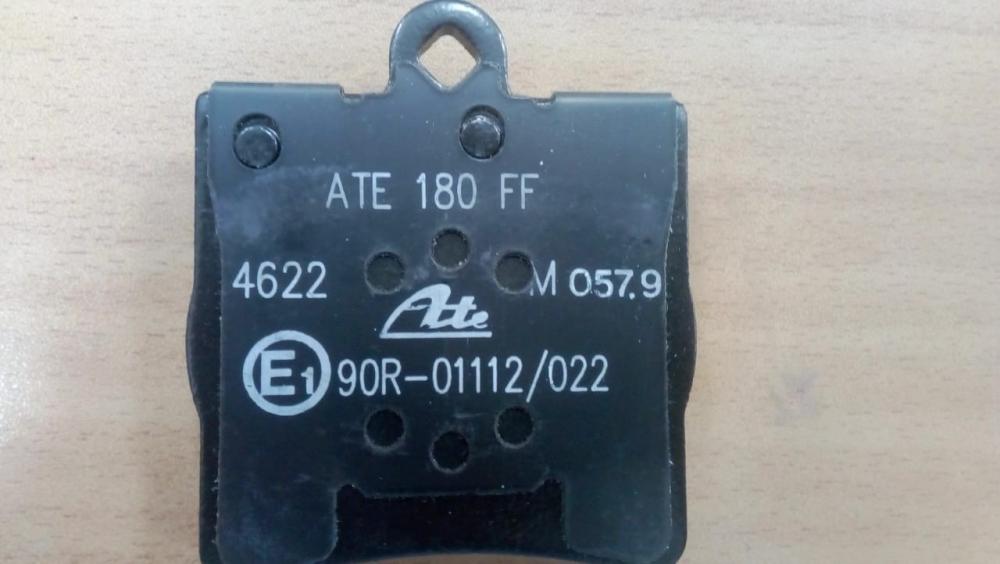 ATE 180 FF
4622 M 057.9
Ate
E1 90R-01112/022